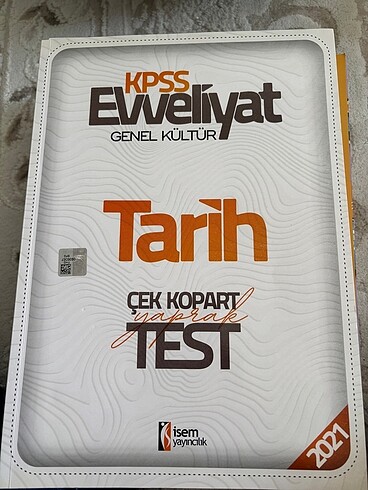 KPSS
Evveliyat
GENEL KÜLTÜR
Tarih
ÇEK KOPART
yaprak
TEST
isem
yayıncılık
2021